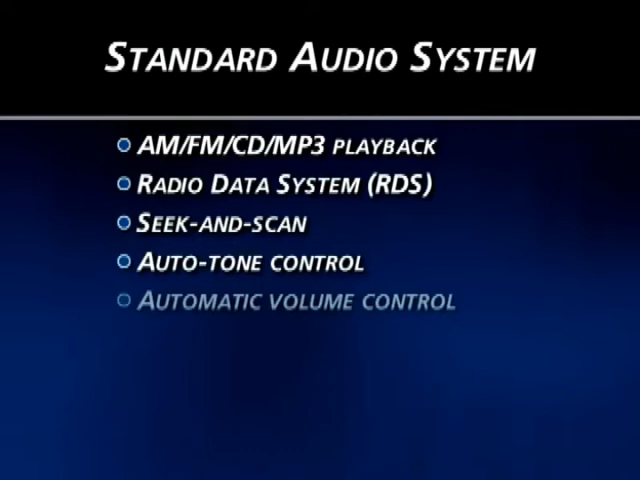 STANDARD AUDIO SYSTEM
AM/FM/CD/MP3 PLAYBACK
RADIO DATA SYSTEM (RDS)
SEEK-AND-SCAN
AUTO-TONE CONTROL
AUTOMATIC VOLUME CONTROL